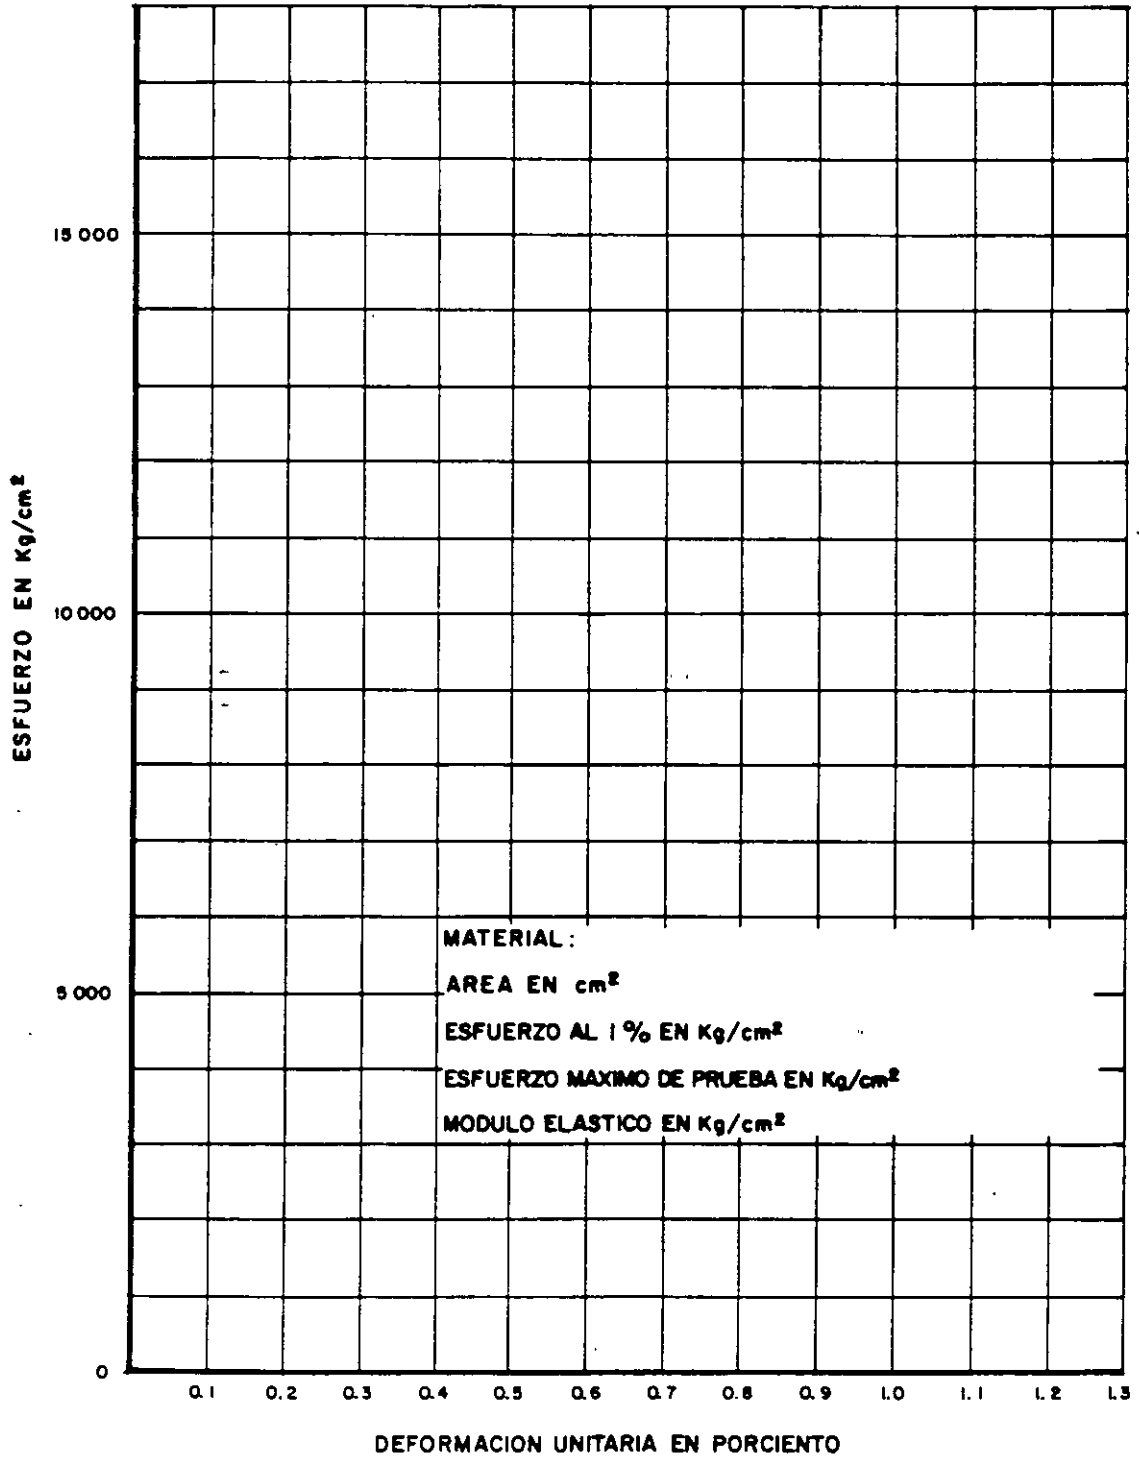 15 000
10 000
5 000
0
ESFUERZO EN Kg/cm²
MATERIAL:
AREA EN cm²
ESFUERZO AL 1% EN Kg/cm²
ESFUERZO MAXIMO DE PRUEBA EN Kg/cm²
MODULO ELASTICO EN Kg/cm²
0.1 0.2 0.3 0.4 0.5 0.6 0.7 0.8 0.9 1.0 1.1 1.2 1.3
DEFORMACION UNITARIA EN PORCIENTO